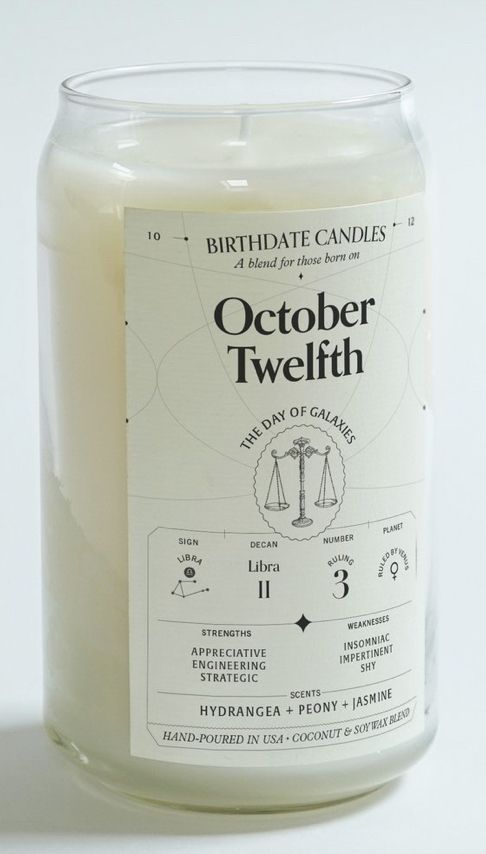 10 12
BIRTHDATE CANDLES
A blend for those born on
October
Twelfth
THE DAY OF GALAXIES
SIGN
LIBRA
DECAN
Libra
II
NUMBER
RULING
3
PLANET
RULED BY VENUS
STRENGTHS
APPRECIATIVE
ENGINEERING
STRATEGIC
WEAKNESSES
INSOMNIAC
IMPERTINENT
SHY
SCENTS
HYDRANGEA + PEONY + JASMINE
HAND-POURED IN USA • COCONUT & SOY WAX BLEND